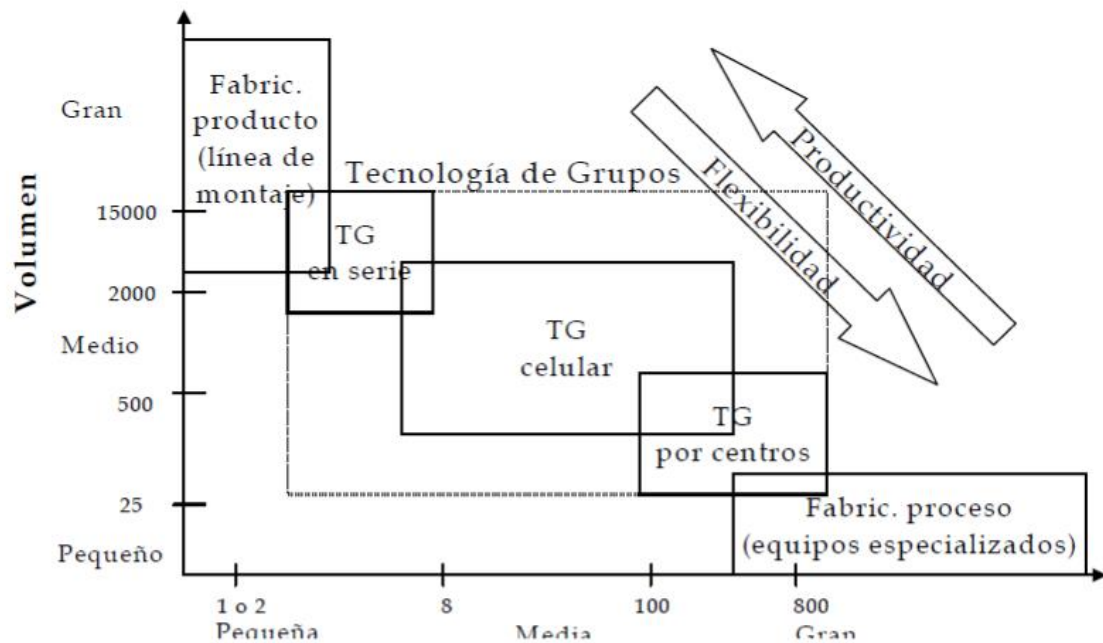 Volumen
Gran
15000
2000
Medio
500
25
Pequeño
Fabric.
producto
(línea de
montaje)
Tecnología de Grupos
TG
en serie
TG
celular
TG
por centros
Fabric. proceso
(equipos especializados)
Flexibilidad
Productividad
1 o 2
8
100
800
Pequeña
Media
Gran